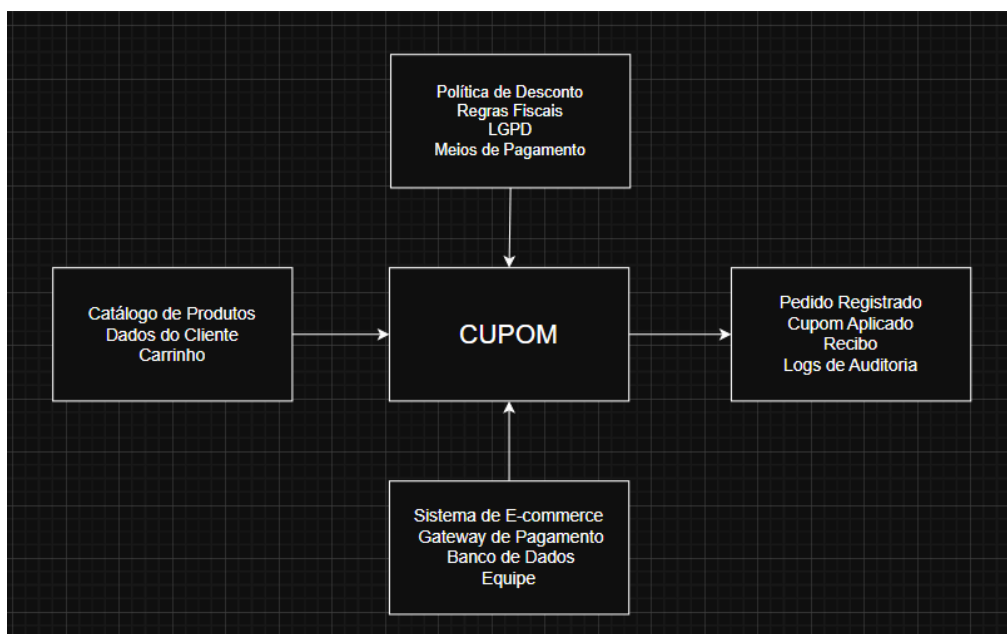 Política de Desconto
Regras Fiscais
LGPD
Meios de Pagamento
Catálogo de Produtos
Dados do Cliente
Carrinho
CUPOM
Pedido Registrado
Cupom Aplicado
Recibo
Logs de Auditoria
Sistema de E-commerce
Gateway de Pagamento
Banco de Dados
Equipe